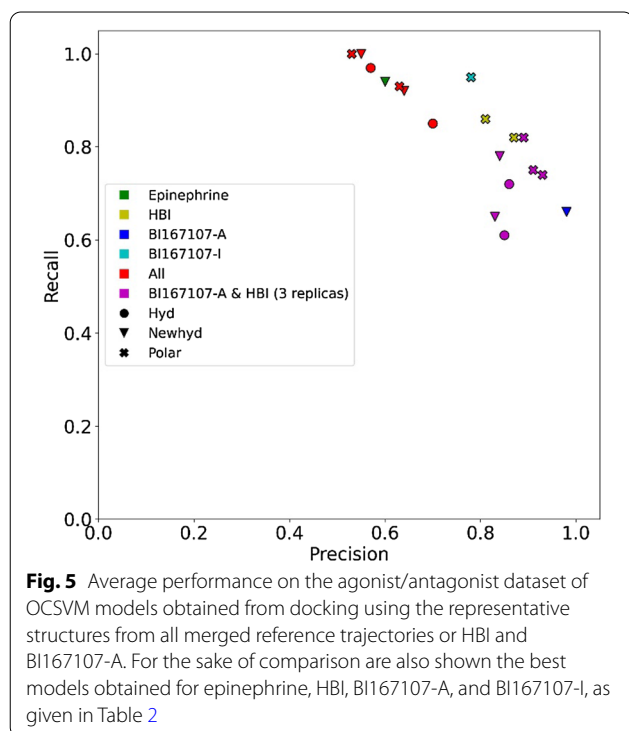 1.0
0.8
0.6
0.4
0.2
0.0
Recall
Epinephrine
HBI
BI167107-A
BI167107-I
All
BI167107-A & HBI (3 replicas)
Hyd
Newhyd
Polar
0.0 0.2 0.4 0.6 0.8 1.0
Precision
Fig. 5 Average performance on the agonist/antagonist dataset of
OCSVM models obtained from docking using the representative
structures from all merged reference trajectories or HBI and
BI167107-A. For the sake of comparison are also shown the best
models obtained for epinephrine, HBI, BI167107-A, and BI167107-I, as
given in Table 2